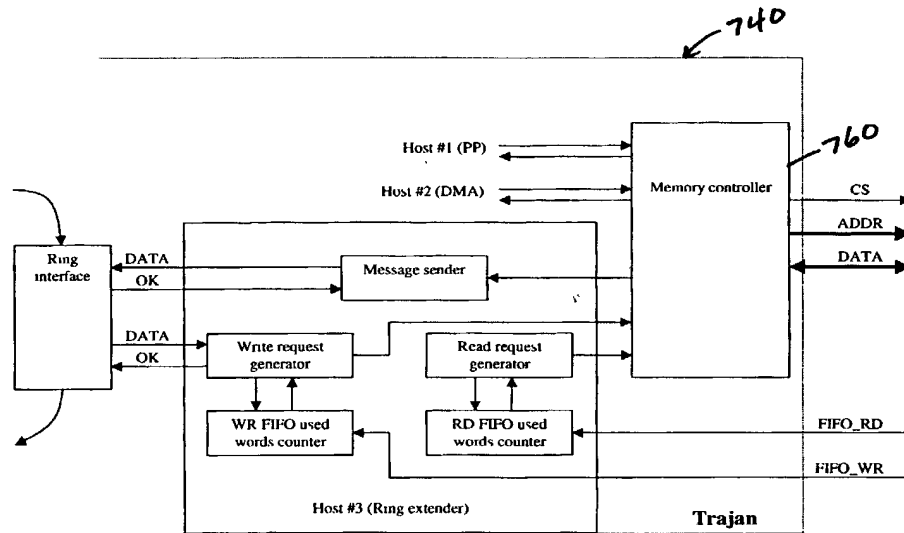 740
760
Host #1 (PP)
Host #2 (DMA)
Memory controller
CS
ADDR
DATA
Ring
interface
DATA
OK
Message sender
DATA
OK
Write request
generator
Read request
generator
WR FIFO used
words counter
RD FIFO used
words counter
FIFO_RD
FIFO_WR
Host #3 (Ring extender)
Trajan